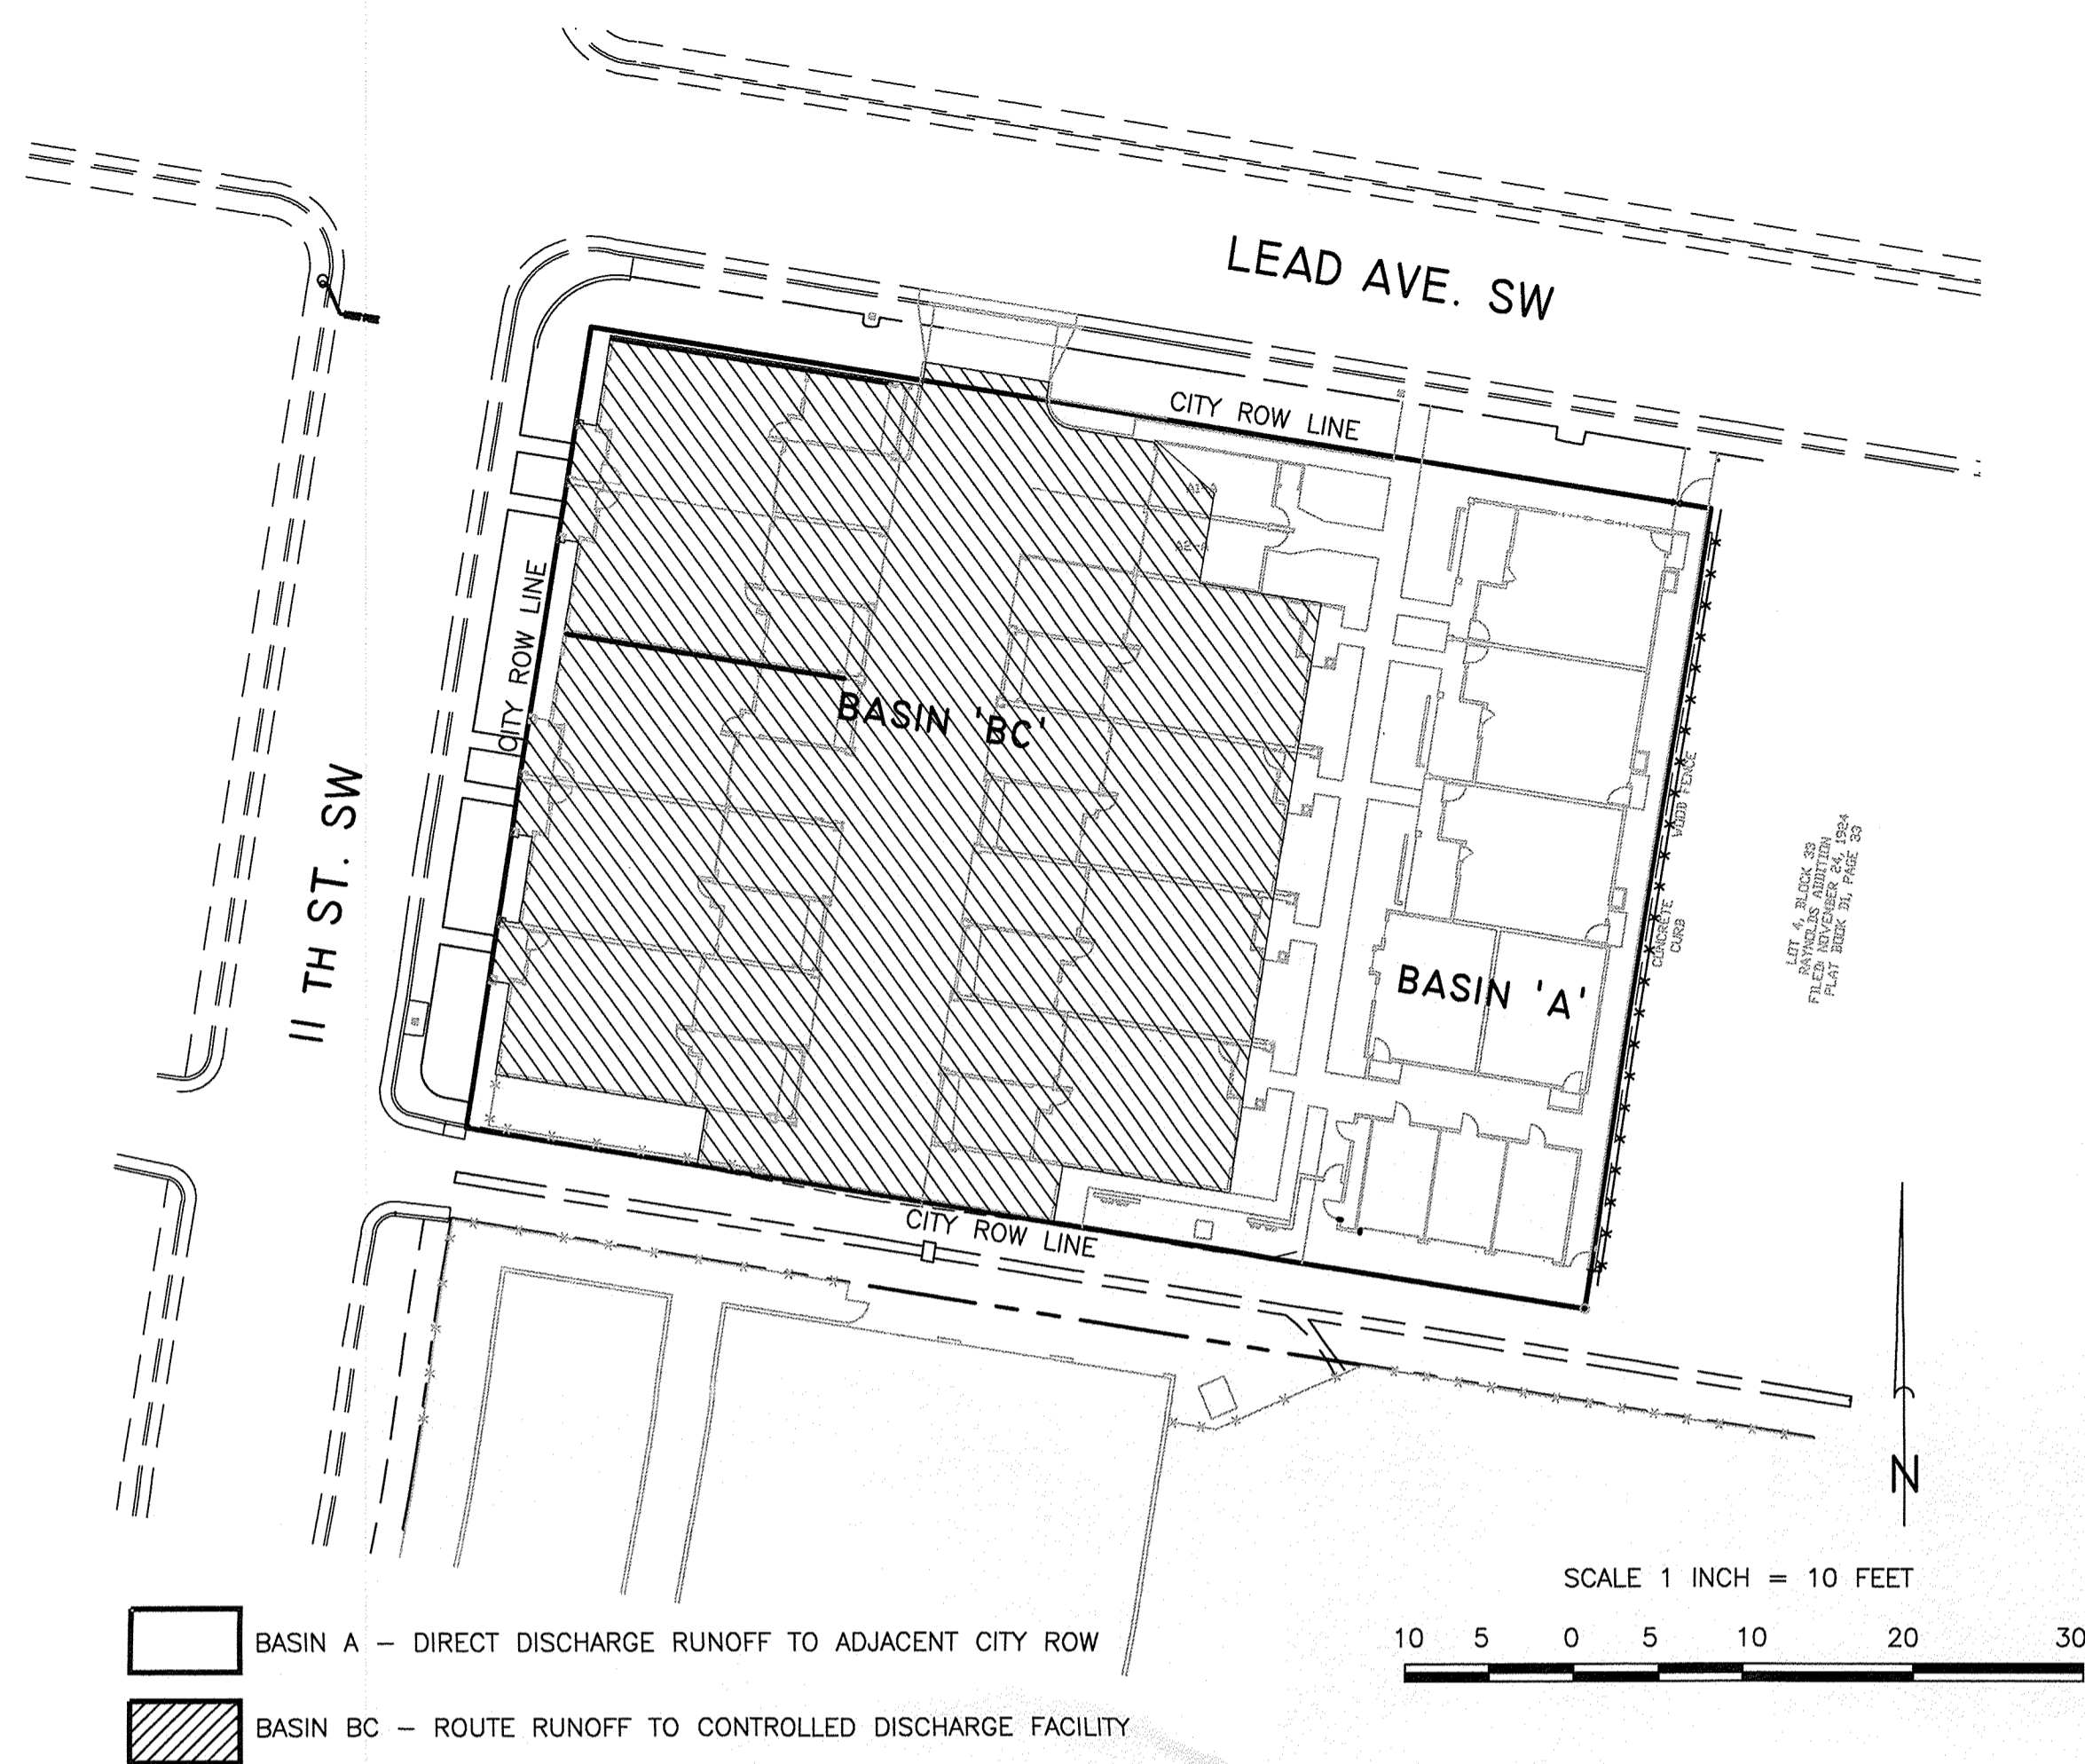 LEAD AVE. SW
CITY ROW LINE
A1-A
A2-A
CITY ROW LINE
BASIN 'BC'
11 TH ST. SW
WOOD FENCE
CONCRETE
CURB
LOT 4, BLOCK 33
RAYNOLDS ADDITION
FILED: NOVEMBER 24, 1924
PLAT BOOK D1, PAGE 33
BASIN 'A'
CITY ROW LINE
N
SCALE 1 INCH = 10 FEET
10 5 0 5 10 20 30
BASIN A – DIRECT DISCHARGE RUNOFF TO ADJACENT CITY ROW
BASIN BC – ROUTE RUNOFF TO CONTROLLED DISCHARGE FACILITY